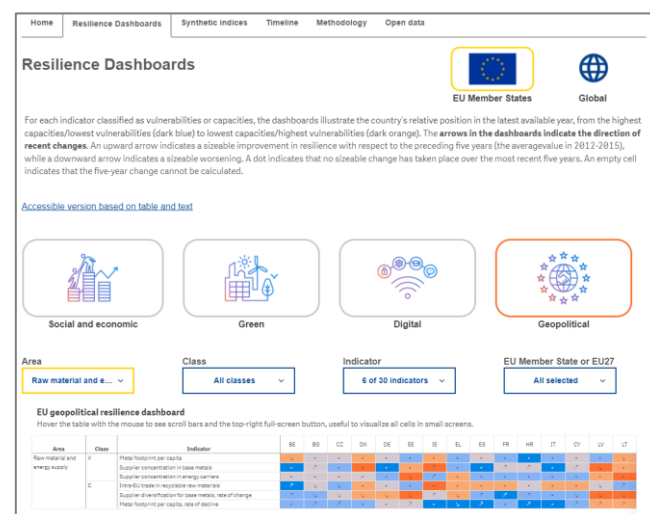 Home Resilience Dashboards Synthetic indices Timeline Methodology Open data
Resilience Dashboards
EU Member States Global
For each indicator classified as vulnerabilities or capacities, the dashboards illustrate the country's relative position in the latest available year, from the highest
capacities/lowest vulnerabilities (dark blue) to lowest capacities/highest vulnerabilities (dark orange). The arrows in the dashboards indicate the direction of
recent changes. An upward arrow indicates a sizeable improvement in resilience with respect to the preceding five years (the averagevalue in 2012-2015),
while a downward arrow indicates a sizeable worsening. A dot indicates that no sizeable change has taken place over the most recent five years. An empty cell
indicates that the five-year change cannot be calculated.
Accessible version based on table and text
Social and economic Green Digital Geopolitical
Area Class Indicator EU Member State or EU27
Raw material and e... All classes 6 of 30 indicators All selected
EU geopolitical resilience dashboard
Hover the table with the mouse to see scroll bars and the top-right full-screen button, useful to visualize all cells in small screens.
Area Class Indicator BE BG CZ DK DE EE IE EL ES FR HR IT CY LV LT
Raw material and V Metal footprint per capita
energy supply Supplier concentration in base metals
Supplier concentration in energy carriers
C Intra-EU trade in recyclable raw materials
Supplier diversification for base metals, rate of change
Metal footprint per capita, rate of decline